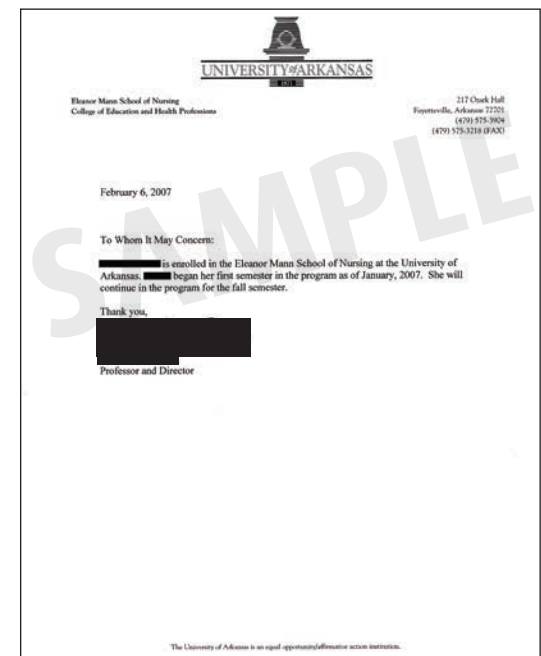 UNIVERSITY of ARKANSAS
1871
Eleanor Mann School of Nursing
College of Education and Health Professions
217 Ozark Hall
Fayetteville, Arkansas 72701
(479) 575-3904
(479) 575-3218 (FAX)
SAMPLE
February 6, 2007
To Whom It May Concern:
is enrolled in the Eleanor Mann School of Nursing at the University of
Arkansas. began her first semester in the program as of January, 2007. She will
continue in the program for the fall semester.
Thank you,
Professor and Director
The University of Arkansas is an equal opportunity/affirmative action institution.